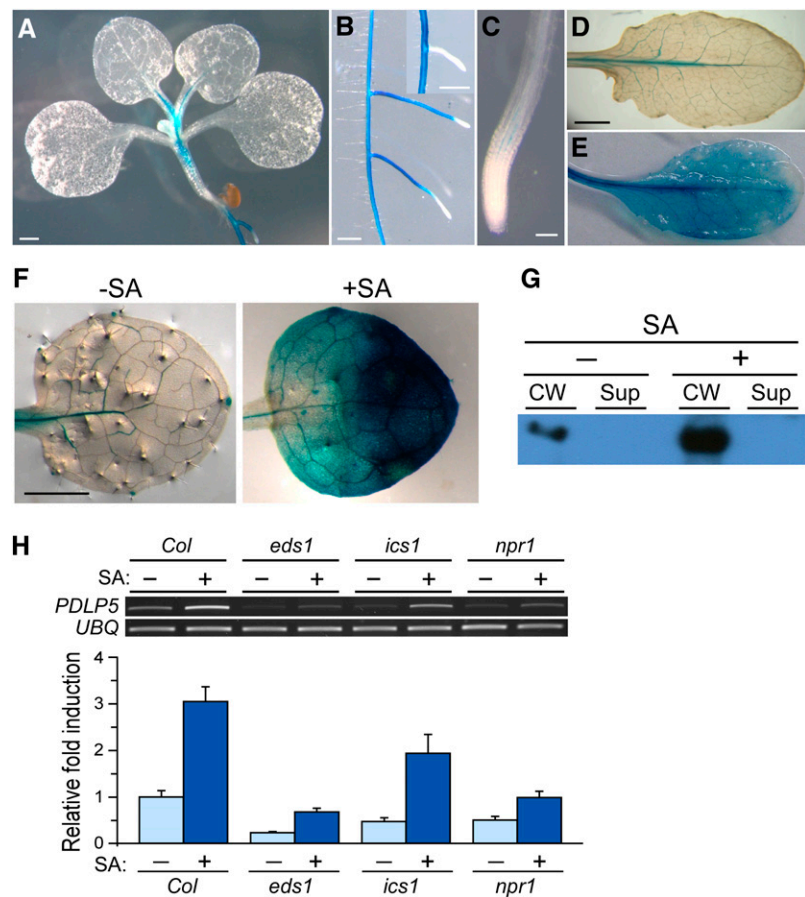 A
B
C
D
E
F
-SA
+SA
G
SA
— +
CW Sup CW Sup
H
Col eds1 ics1 npr1
SA: — + — + — + — +
PDLP5
UBQ
Relative fold induction
4
3
2
1
0
SA: — + — + — + — +
Col eds1 ics1 npr1